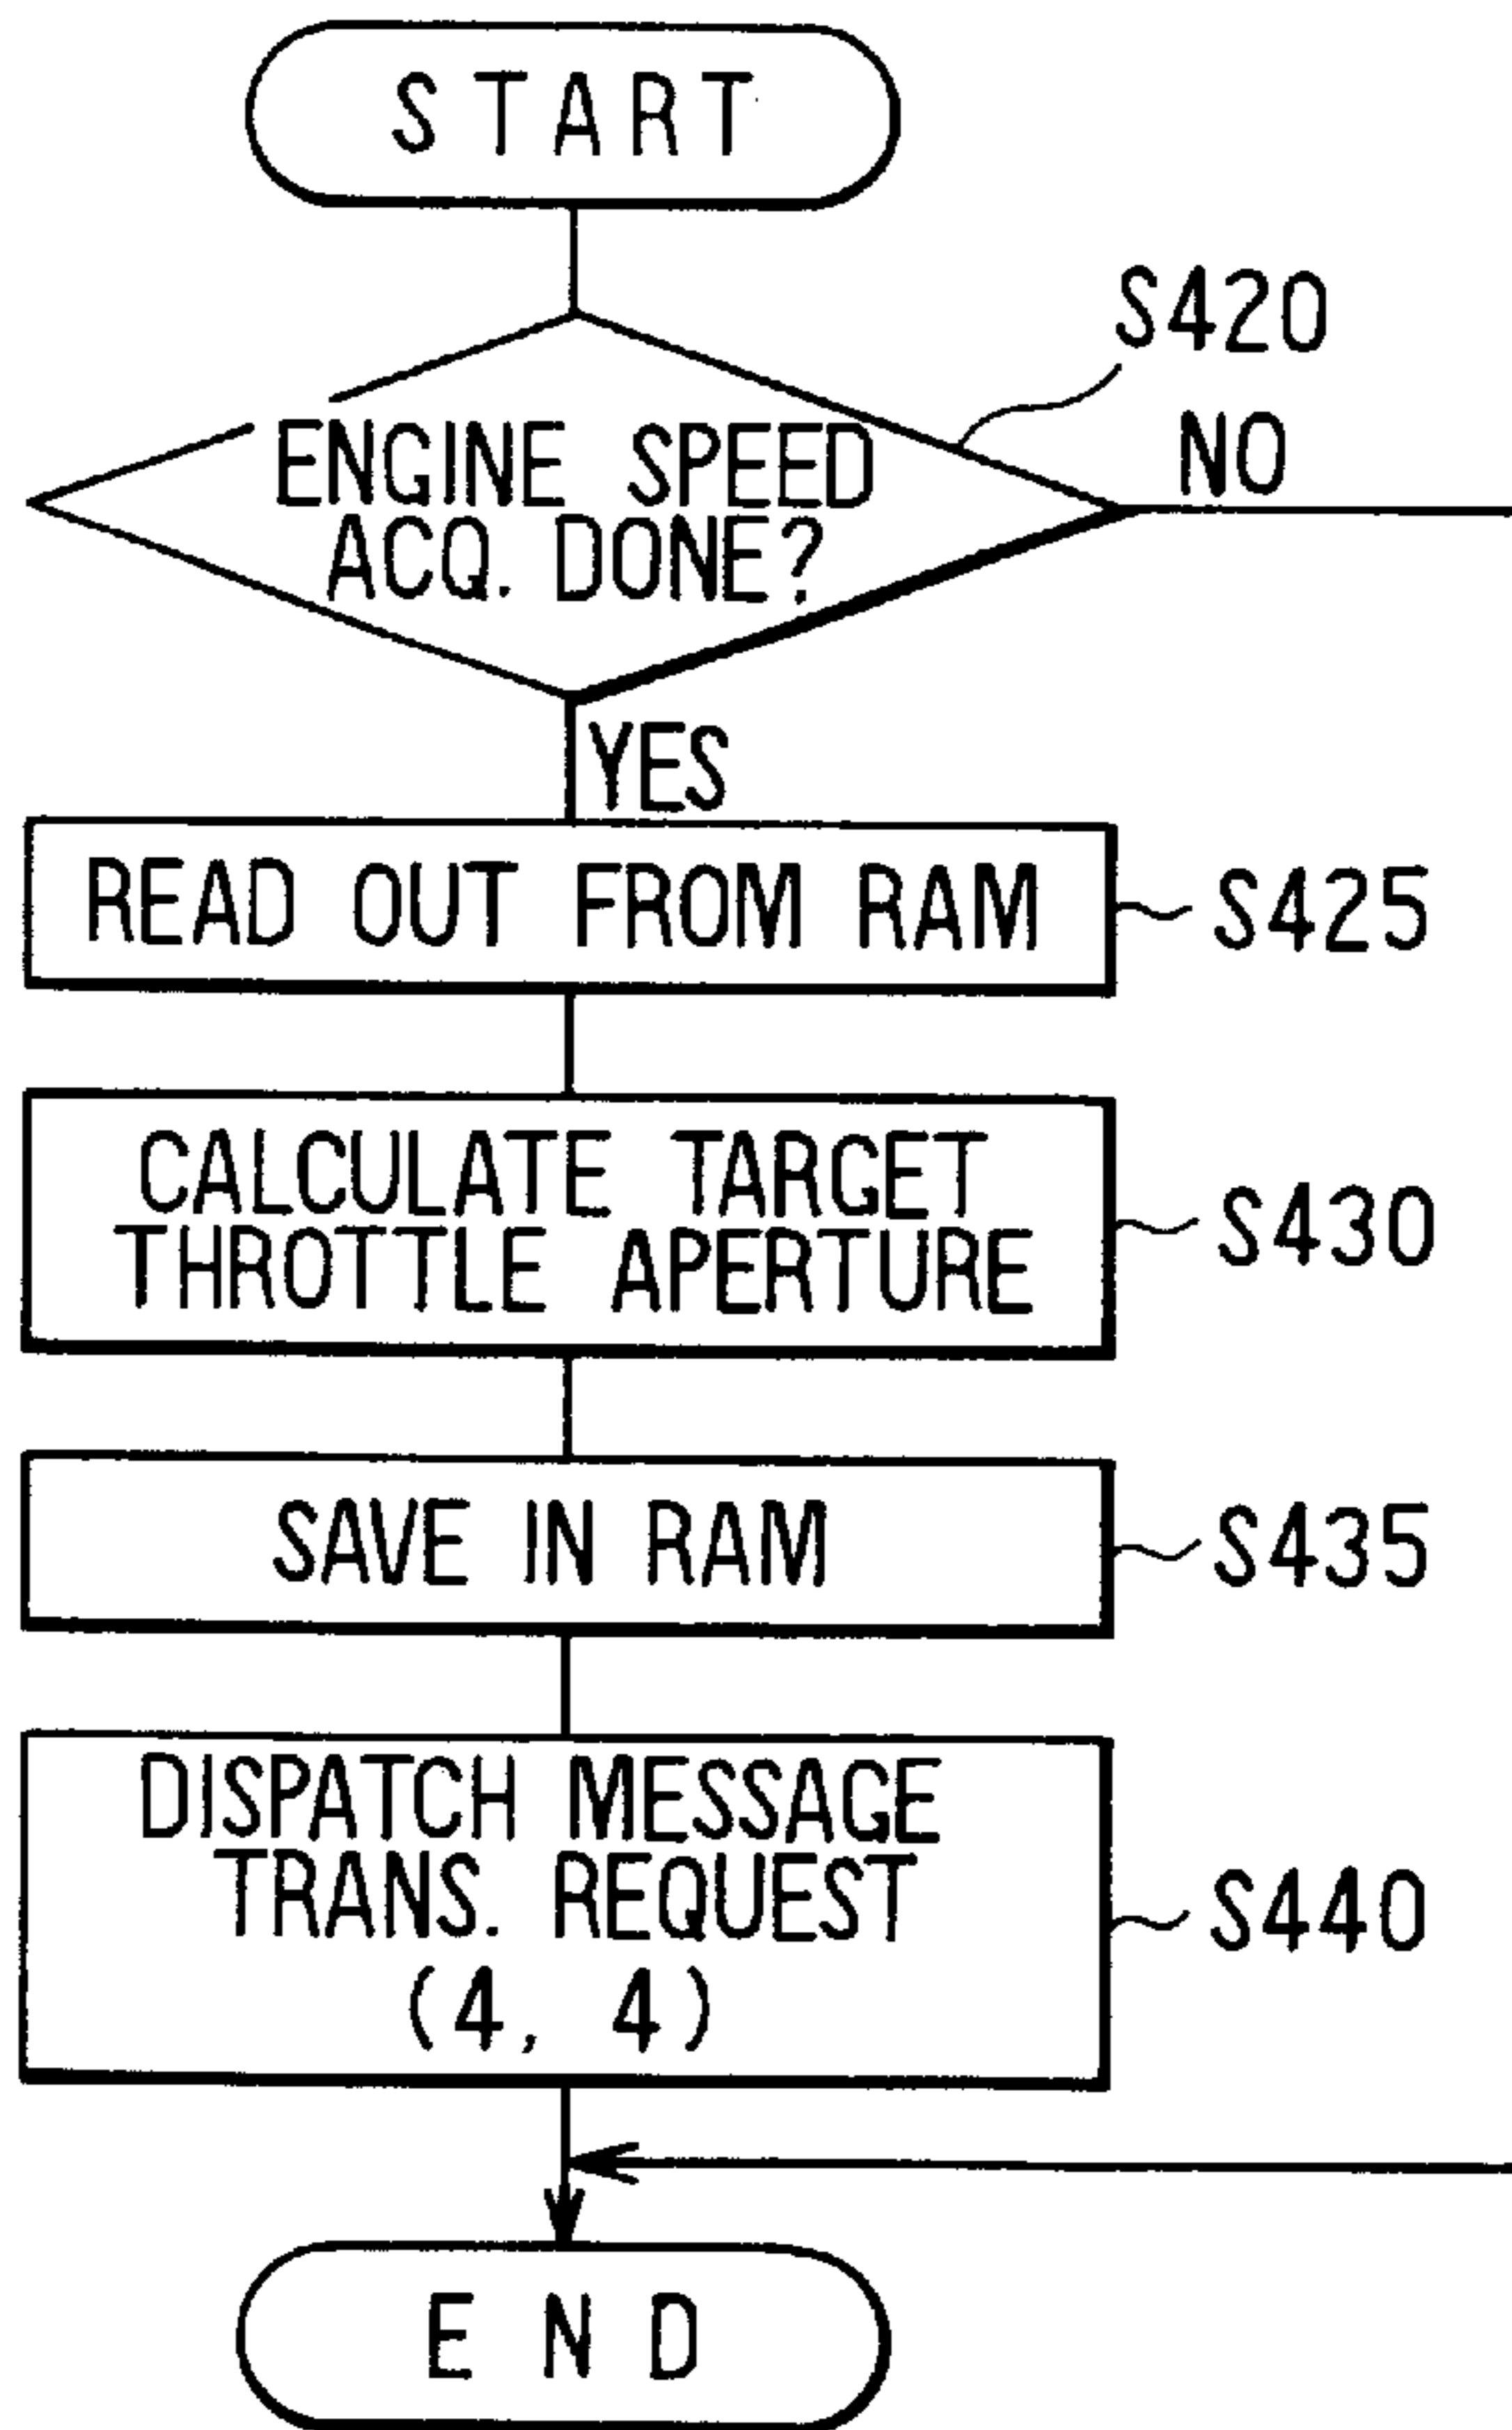 START
S420
NO
ENGINE SPEED
ACQ. DONE?
YES
READ OUT FROM RAM
S425
CALCULATE TARGET
THROTTLE APERTURE
S430
SAVE IN RAM
S435
DISPATCH MESSAGE
TRANS. REQUEST
(4, 4)
S440
END